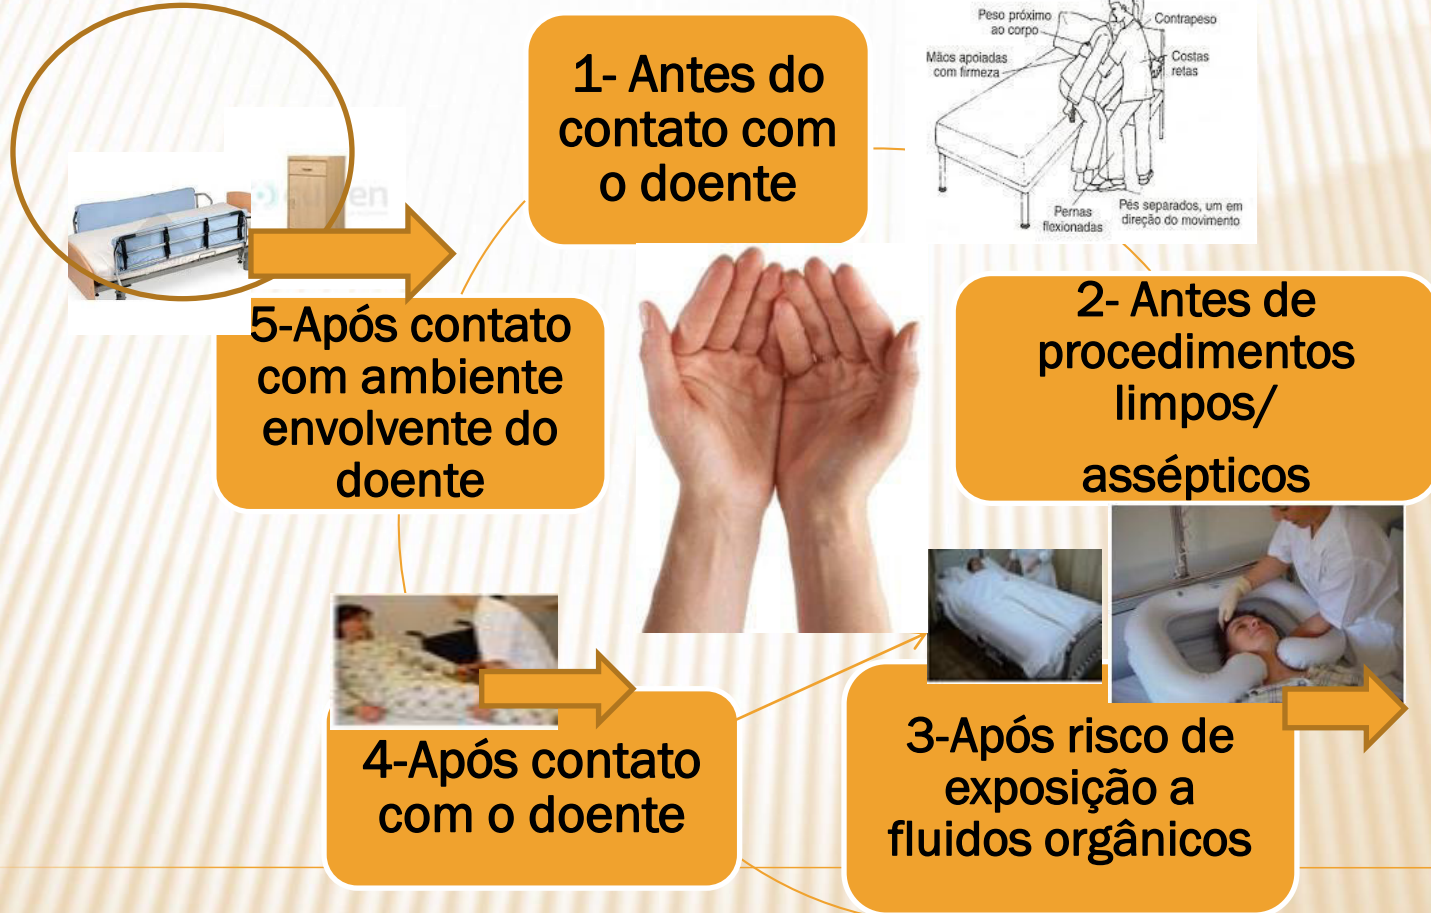 1- Antes do
contato com
o doente
Peso próximo
ao corpo
Contrapeso
Mãos apoiadas
com firmeza
Costas
retas
Pernas
flexionadas
Pés separados, um em
direção do movimento
2- Antes de
procedimentos
limpos/
assépticos
3-Após risco de
exposição a
fluidos orgânicos
4-Após contato
com o doente
5-Após contato
com ambiente
envolvente do
doente